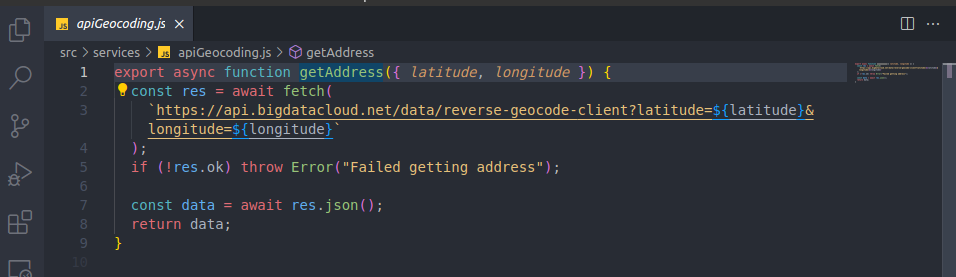 JS apiGeocoding.js ×
src > services > JS apiGeocoding.js > getAddress
1 export async function getAddress({ latitude, longitude }) {
2 const res = await fetch(
3 `https://api.bigdatacloud.net/data/reverse-geocode-client?latitude=${latitude}&
longitude=${longitude}`
4 );
5 if (!res.ok) throw Error("Failed getting address");
6
7 const data = await res.json();
8 return data;
9 }
10